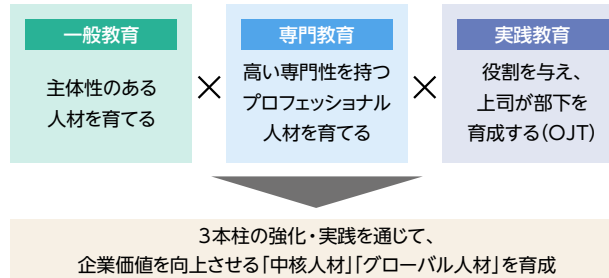 一般教育
主体性のある
人材を育てる
×
専門教育
高い専門性を持つ
プロフェッショナル
人材を育てる
×
実践教育
役割を与え、
上司が部下を
育成する(OJT)
3本柱の強化・実践を通じて、
企業価値を向上させる「中核人材」「グローバル人材」を育成